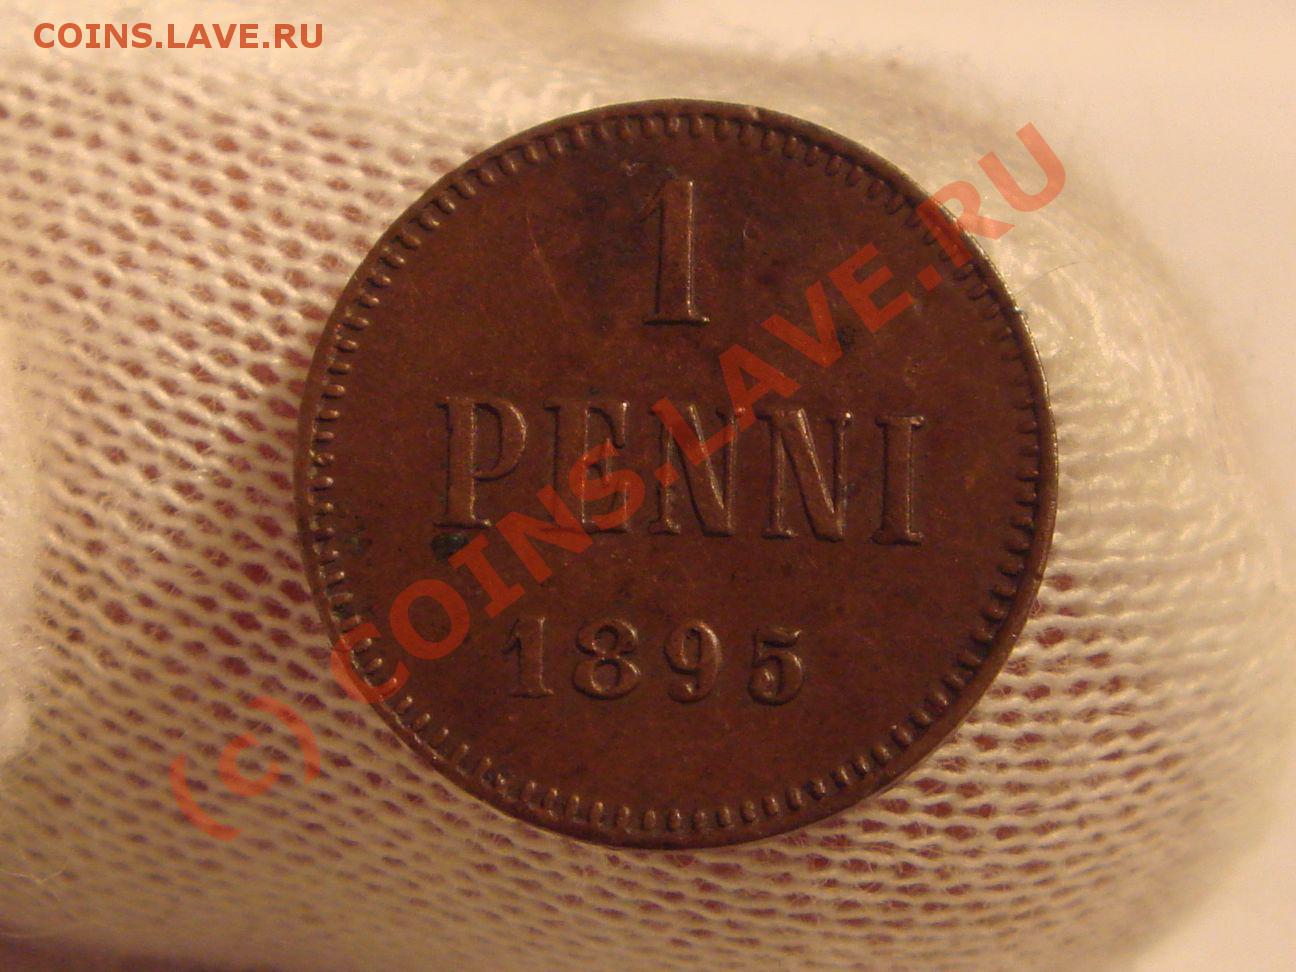 COINS.LAVE.RU
1
PENNI
1895
(c) COINS.LAVE.RU